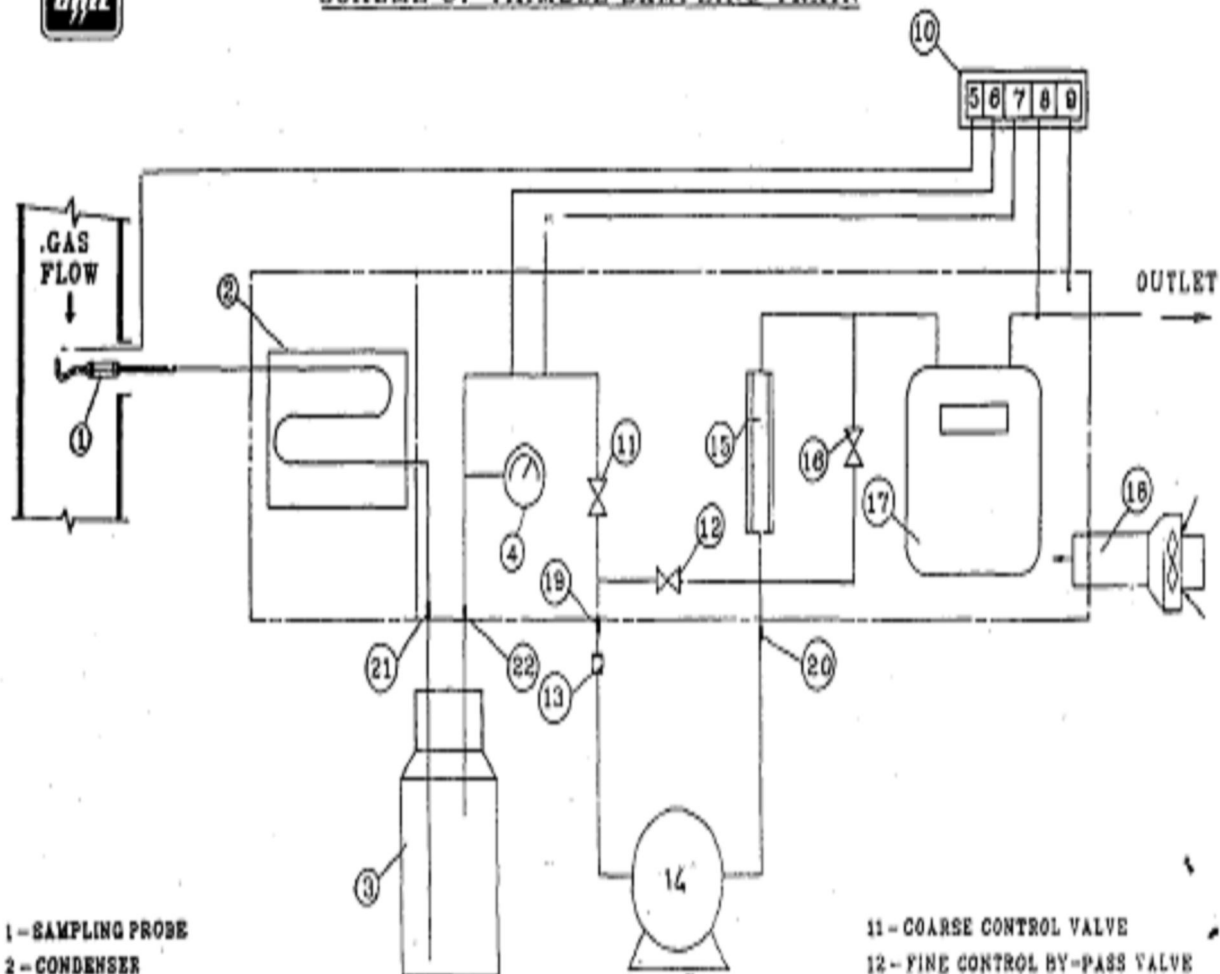 10
5 6 7 8 9
.GAS
FLOW
OUTLET
2
1
11
15
16
18
4
12
17
19
21
22
13
20
3
14
1 - SAMPLING PROBE
2 - CONDENSER
11 - COARSE CONTROL VALVE
12 - FINE CONTROL BY-PASS VALVE